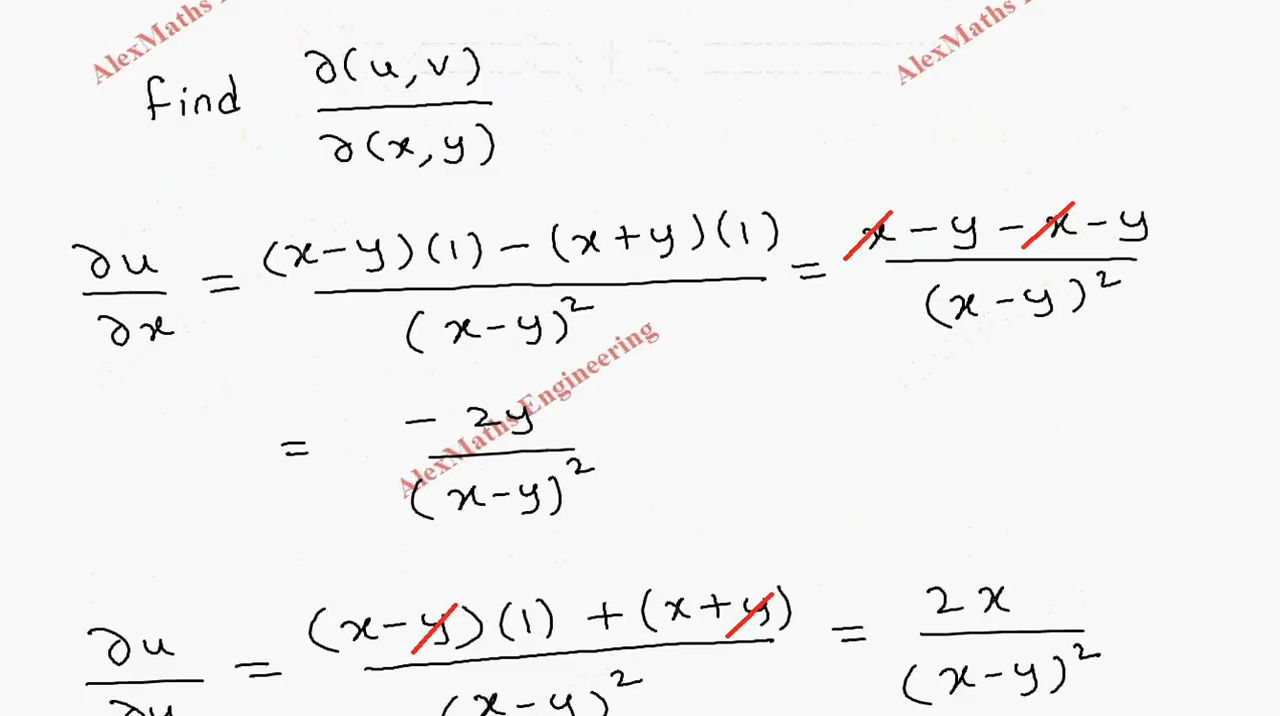 AlexMaths
AlexMaths
find ∂(u,v)/∂(x,y)
∂u/∂x = (x-y)(1) - (x+y)(1)/(x-y)² = x-y-x-y/(x-y)²
= -2y/(x-y)²
AlexMaths Engineering
∂u/∂y = (x-y)(1) + (x+y)/(x-y)² = 2x/(x-y)²